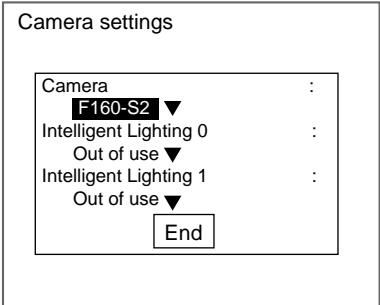 Camera settings
Camera :
F160-S2 ▼
Intelligent Lighting 0 :
Out of use ▼
Intelligent Lighting 1 :
Out of use ▼
End